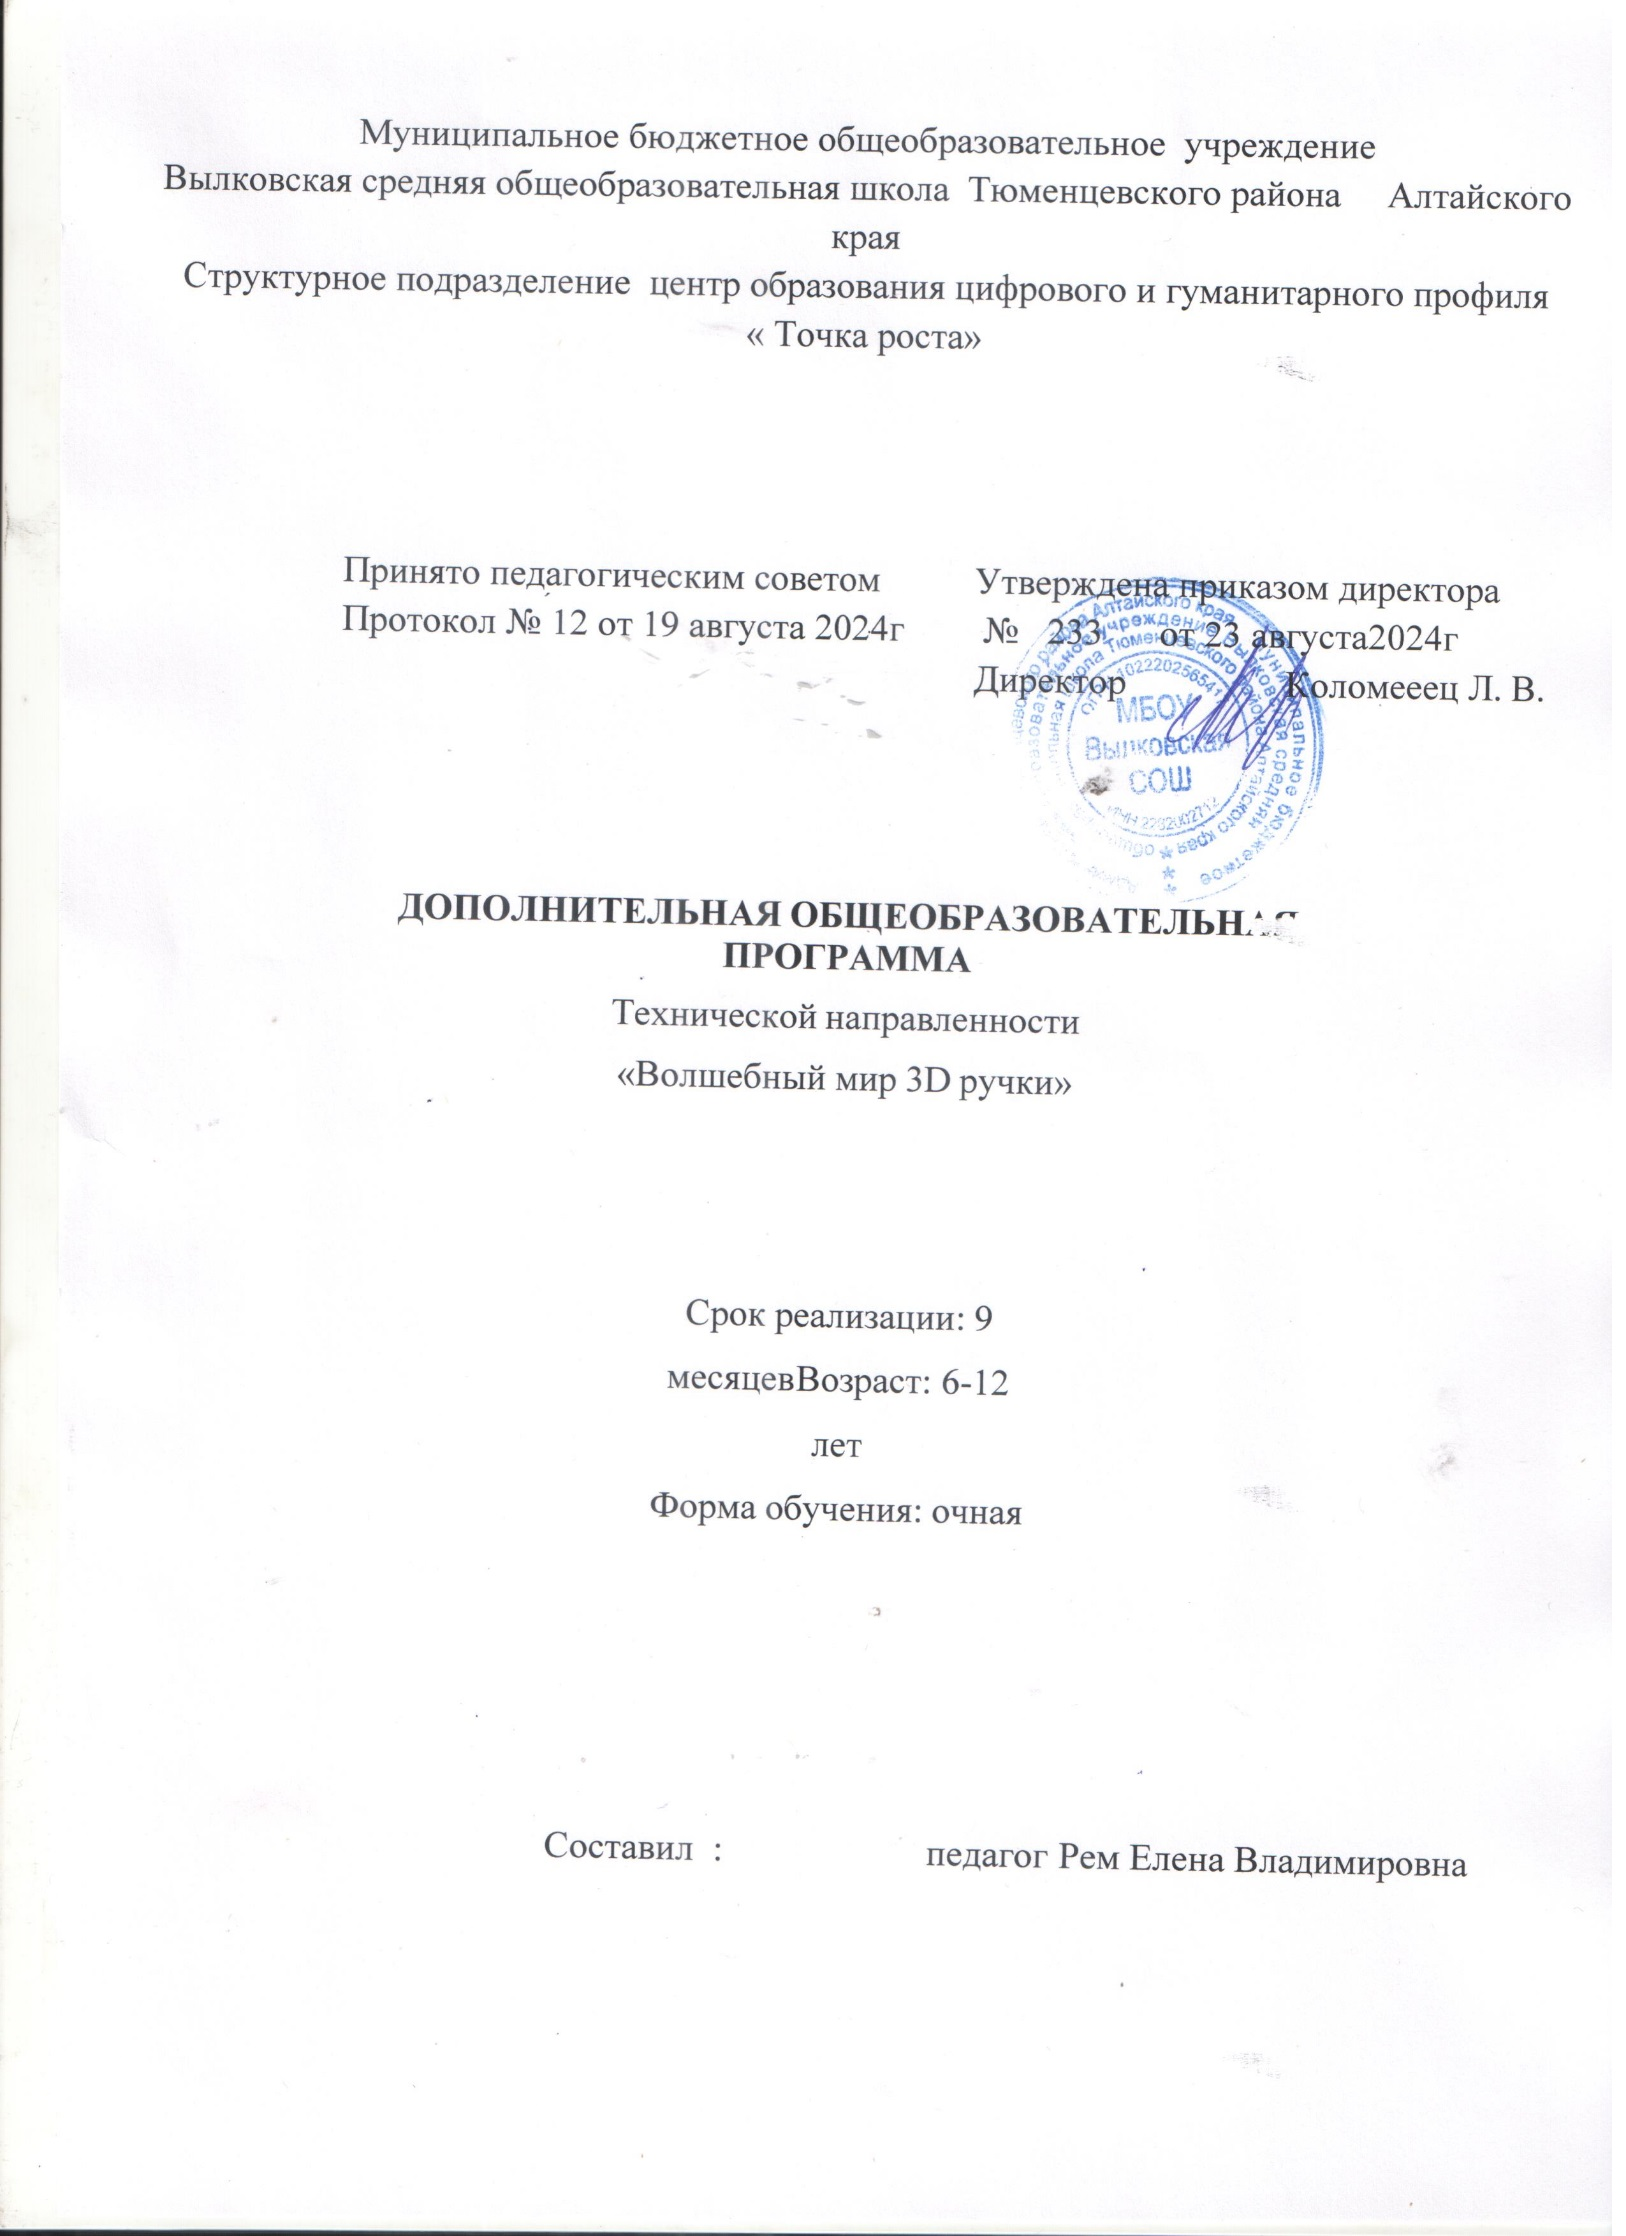 Муниципальное бюджетное общеобразовательное учреждение
Вылковская средняя общеобразовательная школа Тюменцевского района Алтайского
края
Структурное подразделение центр образования цифрового и гуманитарного профиля
« Точка роста»
Принято педагогическим советом
Протокол № 12 от 19 августа 2024г
Утверждена приказом директора
№ 233 от 23 августа2024г
Директор Коломееец Л. В.
МБОУ
Вылковская
СОШ
ДОПОЛНИТЕЛЬНАЯ ОБЩЕОБРАЗОВАТЕЛЬНАЯ
ПРОГРАММА
Технической направленности
«Волшебный мир 3D ручки»
Срок реализации: 9
месяцевВозраст: 6-12
лет
Форма обучения: очная
Составил : педагог Рем Елена Владимировна